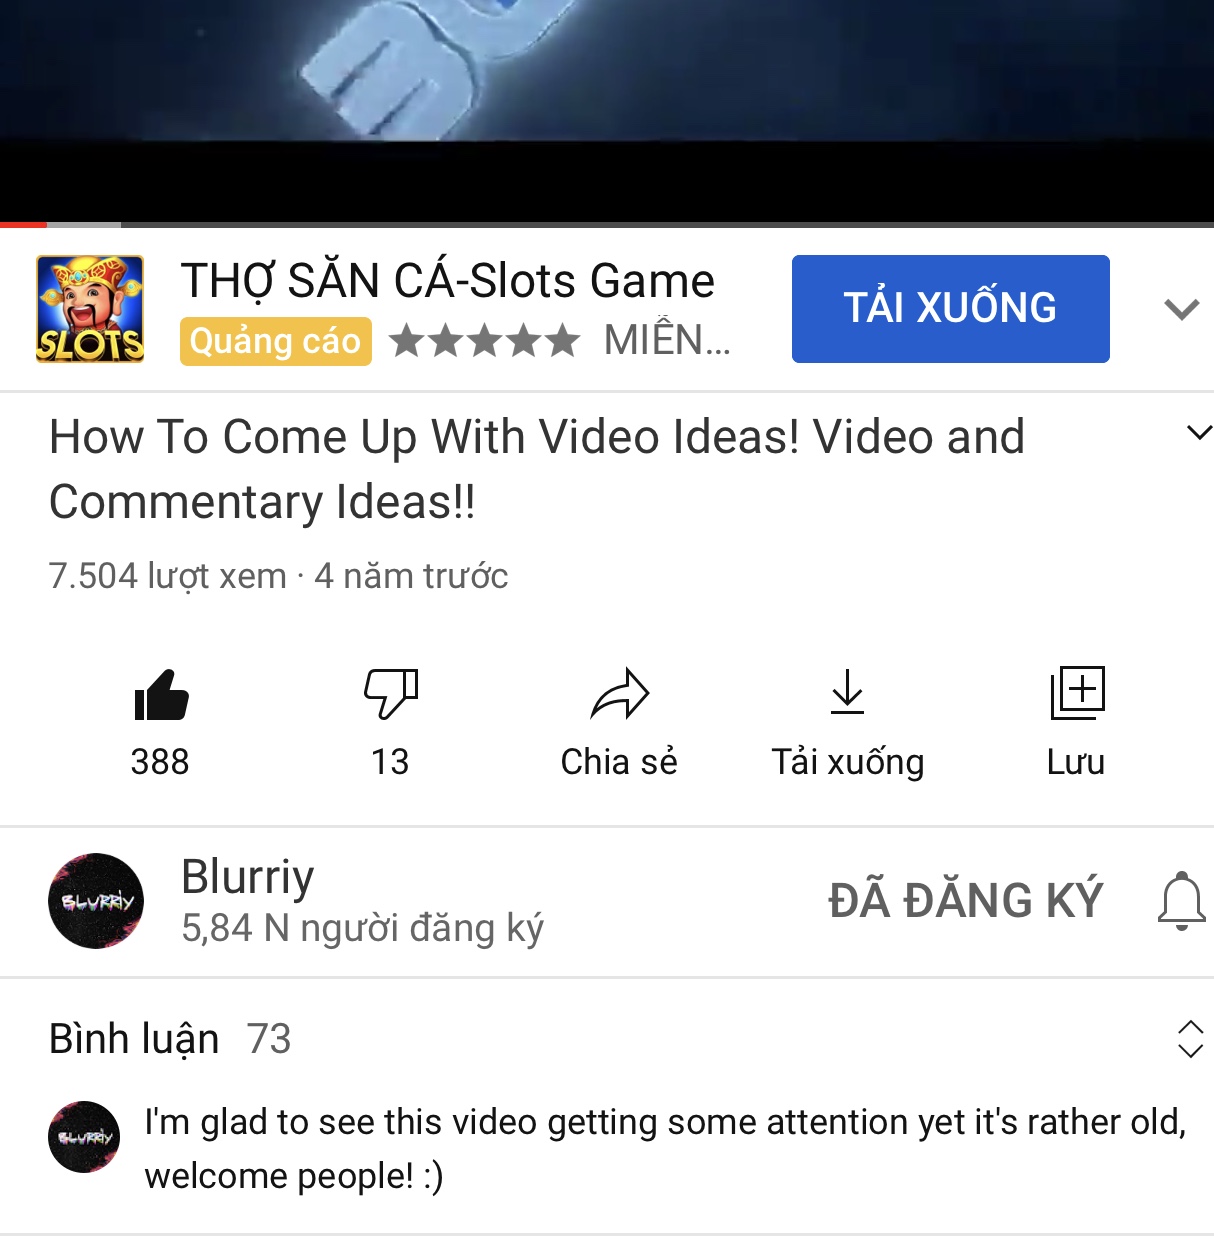 THỢ SĂN CÁ-Slots Game
SLOTS
Quảng cáo
MIỄN...
TẢI XUỐNG
How To Come Up With Video Ideas! Video and
Commentary Ideas!!
7.504 lượt xem · 4 năm trước
388
13
Chia sẻ
Tải xuống
Lưu
BLURRiY
Blurriy
5,84 N người đăng ký
ĐÃ ĐĂNG KÝ
Bình luận 73
BLURRiY
I'm glad to see this video getting some attention yet it's rather old,
welcome people! :)